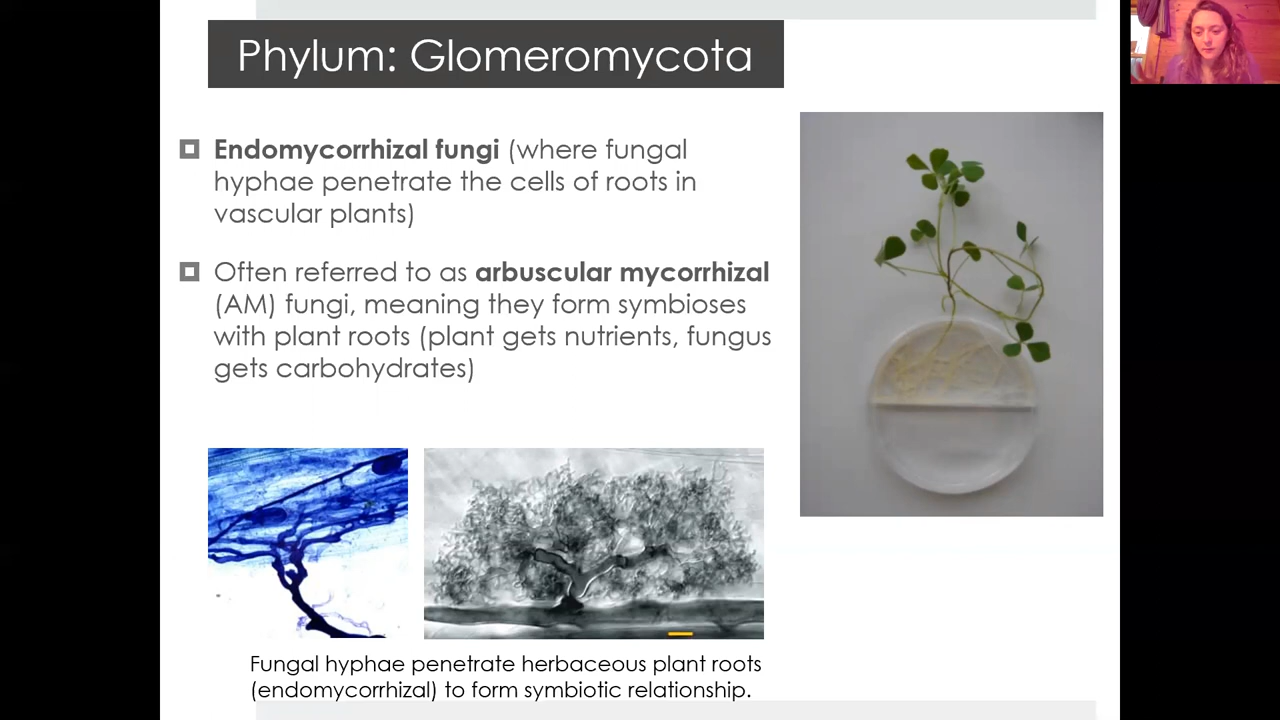 Phylum: Glomeromycota
Endomycorrhizal fungi (where fungal
hyphae penetrate the cells of roots in
vascular plants)
Often referred to as arbuscular mycorrhizal
(AM) fungi, meaning they form symbioses
with plant roots (plant gets nutrients, fungus
gets carbohydrates)
Fungal hyphae penetrate herbaceous plant roots
(endomycorrhizal) to form symbiotic relationship.